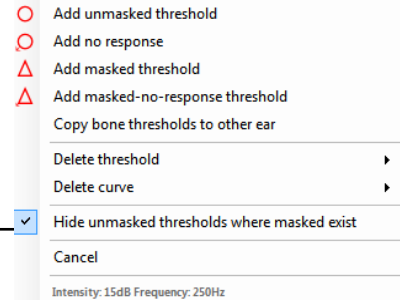 Add unmasked threshold
Add no response
Add masked threshold
Add masked-no-response threshold
Copy bone thresholds to other ear
Delete threshold
Delete curve
Hide unmasked thresholds where masked exist
Cancel
Intensity: 15dB Frequency: 250Hz